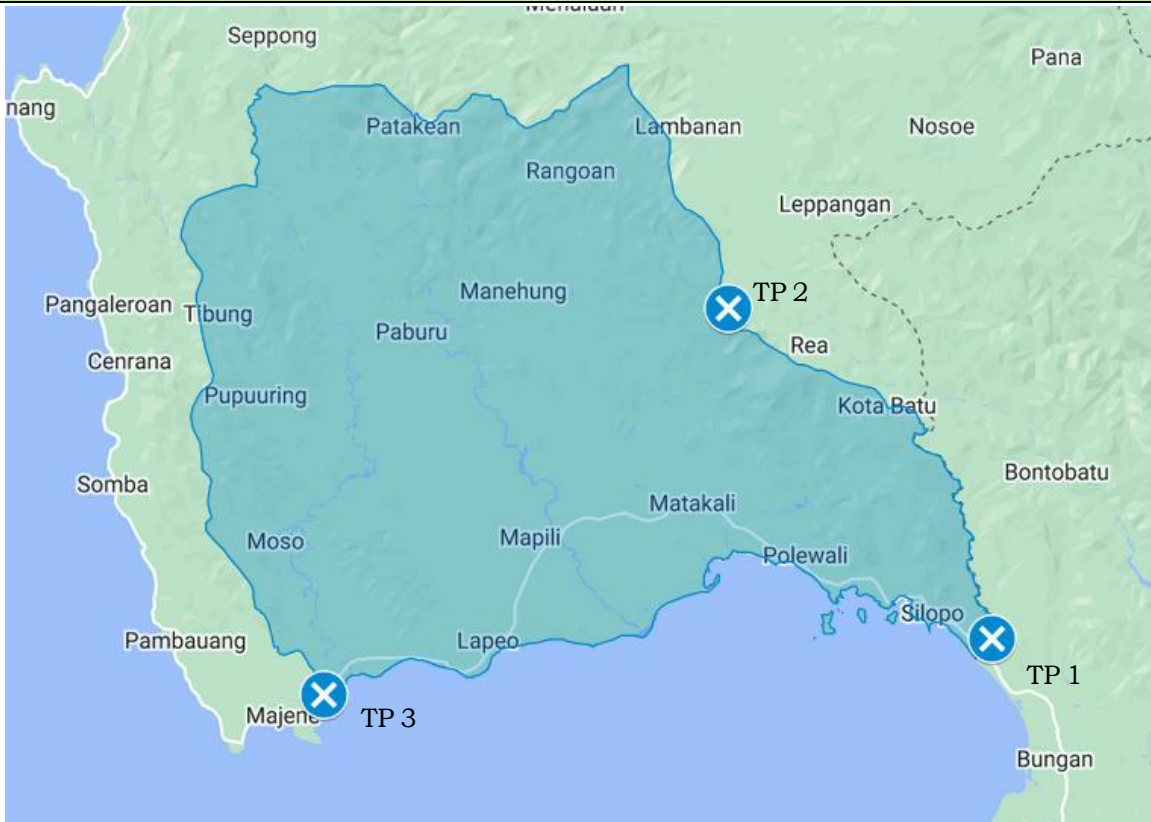 Seppong
Pana
nang
Patakean
Lambanan
Nosoe
Rangoan
Leppangan
Manehung
TP 2
Pangaleroan
Tibung
Paburu
Rea
Cenrana
Pupuuring
Kota Batu
Somba
Bontobatu
Matakali
Moso
Mapili
Polewali
Silopo
Pambauang
Lapeo
TP 1
Majene
TP 3
Bungan